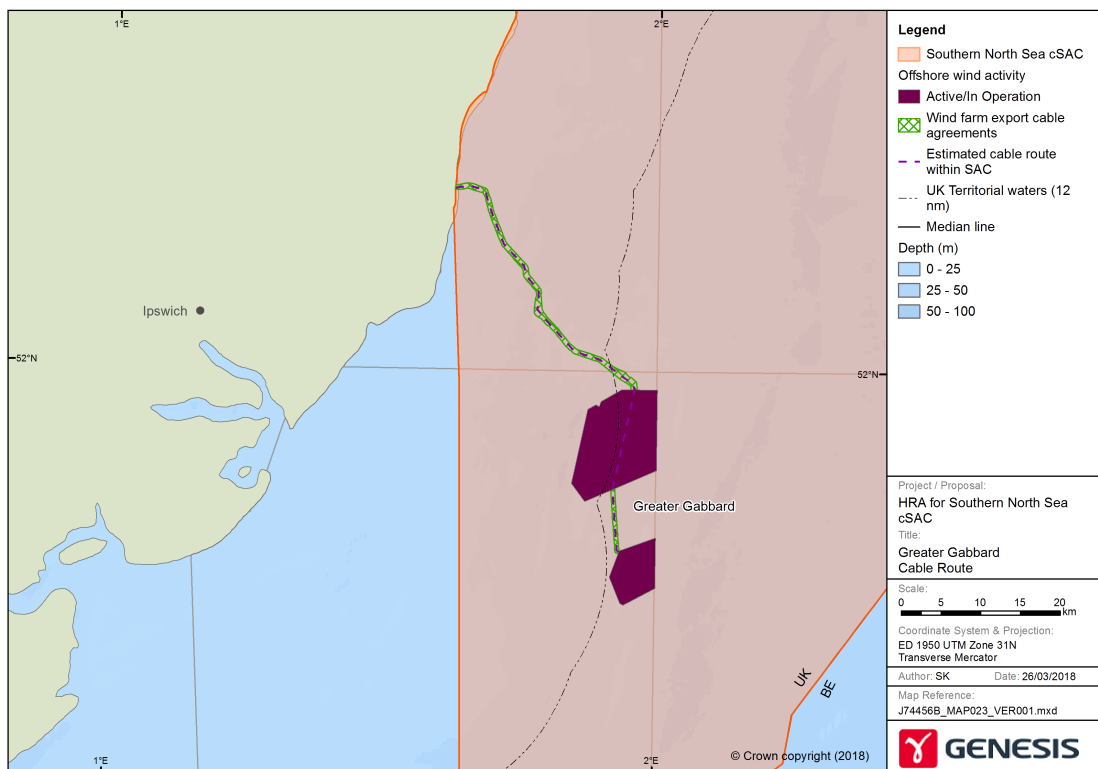 1°E
2°E
Ipswich
52°N
52°N
Greater Gabbard
UK
BE
1°E
2°E
© Crown copyright (2018)
Legend
Southern North Sea cSAC
Offshore wind activity
Active/In Operation
Wind farm export cable
agreements
Estimated cable route
within SAC
UK Territorial waters (12
nm)
Median line
Depth (m)
0 - 25
25 - 50
50 - 100
Project / Proposal:
HRA for Southern North Sea
cSAC
Title:
Greater Gabbard
Cable Route
Scale:
0 5 10 15 20
km
Coordinate System & Projection:
ED 1950 UTM Zone 31N
Transverse Mercator
Author: SK Date: 26/03/2018
Map Reference:
J74456B_MAP023_VER001.mxd
GENESIS